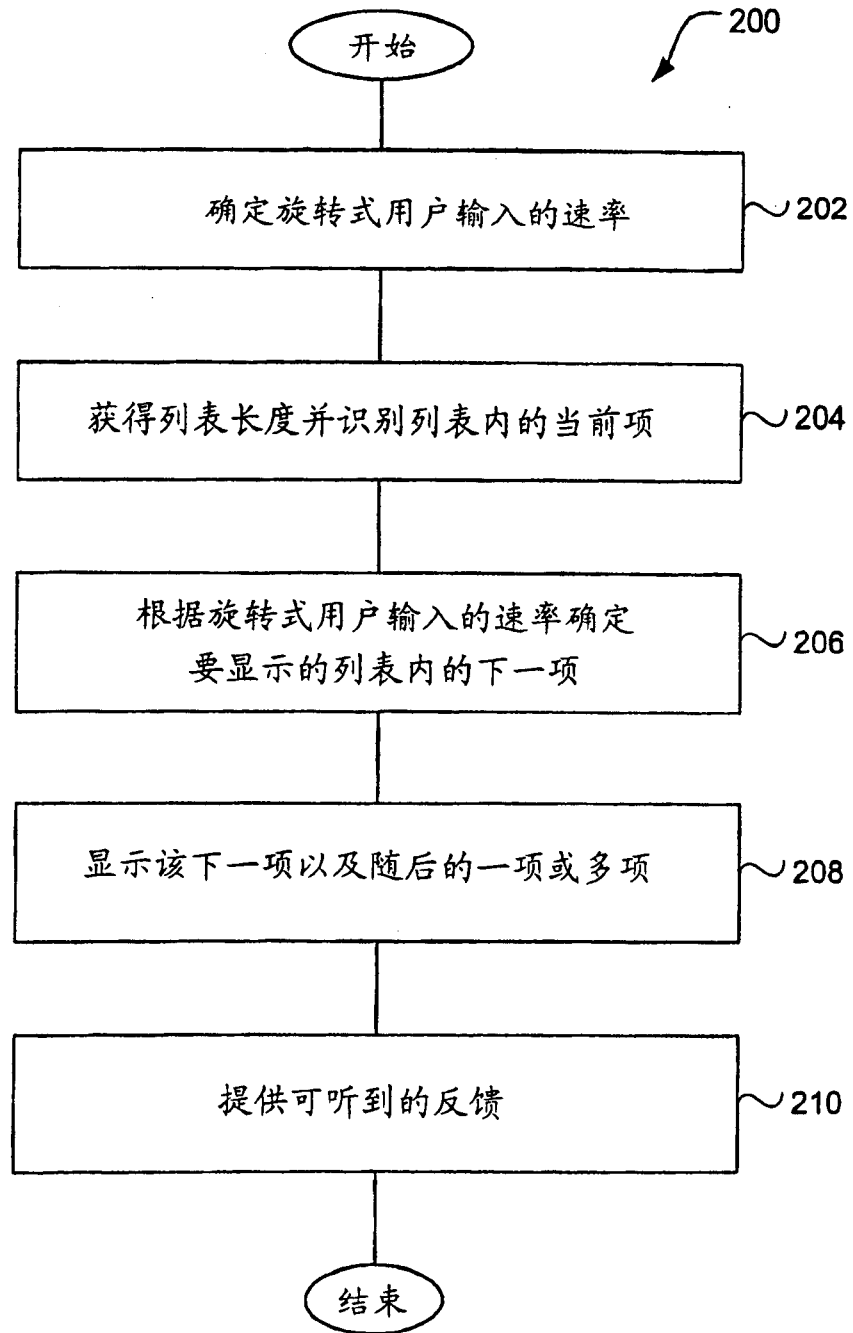 开始
200
确定旋转式用户输入的速率
202
获得列表长度并识别列表内的当前项
204
根据旋转式用户输入的速率确定
要显示的列表内的下一项
206
显示该下一项以及随后的一项或多项
208
提供可听到的反馈
210
结束